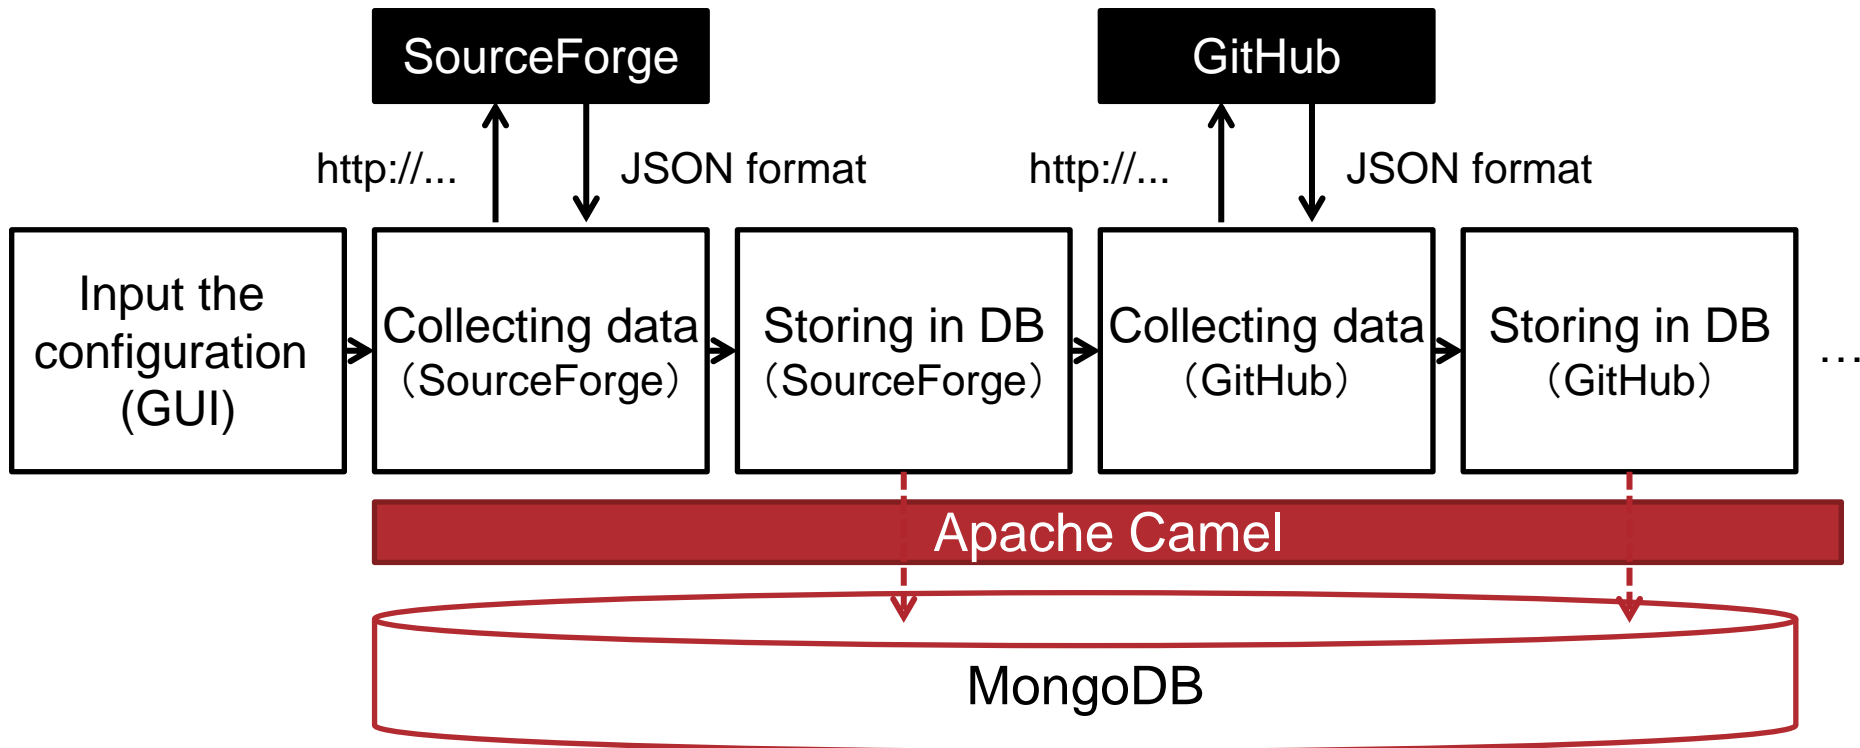 SourceForge
GitHub
http://...
JSON format
http://...
JSON format
Input the
configuration
(GUI)
Collecting data
（SourceForge）
Storing in DB
（SourceForge）
Collecting data
（GitHub）
Storing in DB
（GitHub）
…
Apache Camel
MongoDB